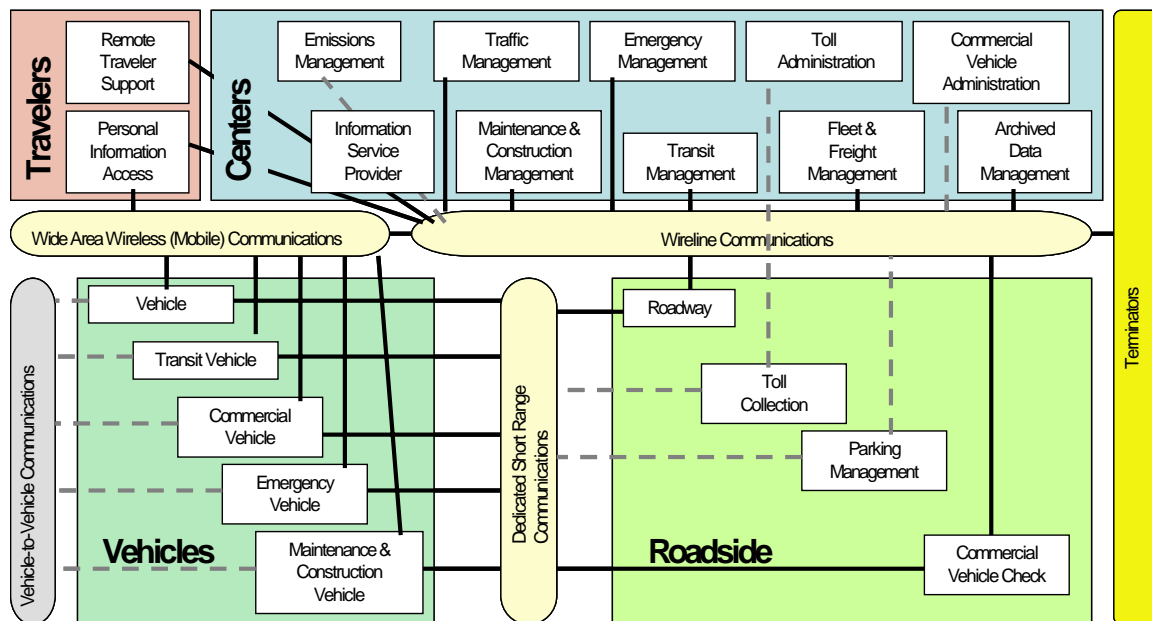 Travelers
Remote
Traveler
Support
Personal
Information
Access
Centers
Emissions
Management
Traffic
Management
Emergency
Management
Toll
Administration
Commercial
Vehicle
Administration
Information
Service
Provider
Maintenance &
Construction
Management
Transit
Management
Fleet &
Freight
Management
Archived
Data
Management
Wide Area Wireless (Mobile) Communications
Wireline Communications
Terminators
Vehicle-to-Vehicle Communications
Vehicle
Transit Vehicle
Commercial
Vehicle
Emergency
Vehicle
Maintenance &
Construction
Vehicle
Vehicles
Dedicated Short Range
Communications
Roadway
Toll
Collection
Parking
Management
Commercial
Vehicle Check
Roadside